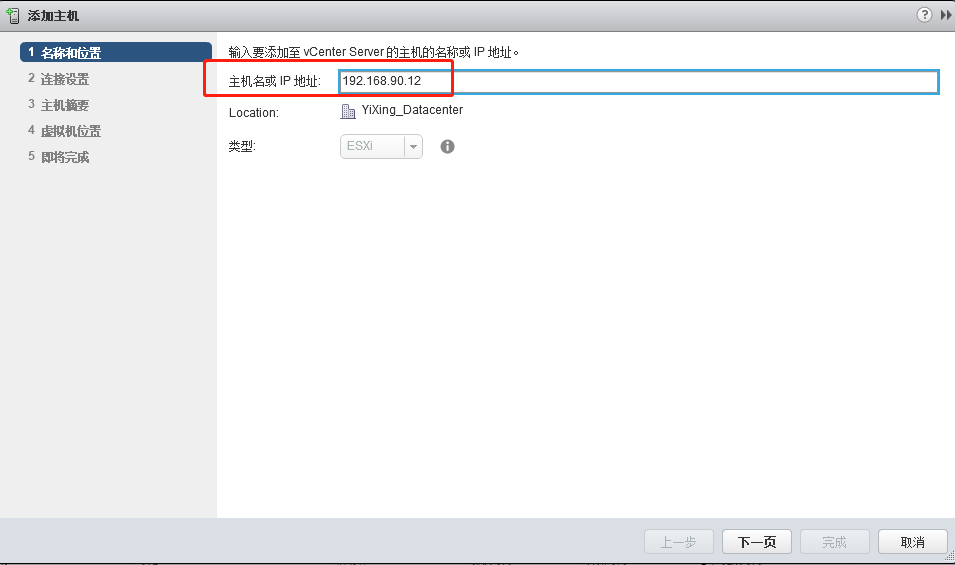 添加主机
1 名称和位置
2 连接设置
3 主机摘要
4 虚拟机位置
5 即将完成
输入要添加至 vCenter Server 的主机的名称或 IP 地址。
主机名或 IP 地址: 192.168.90.12
Location: YiXing_Datacenter
类型: ESXi
上一步 下一页 完成 取消